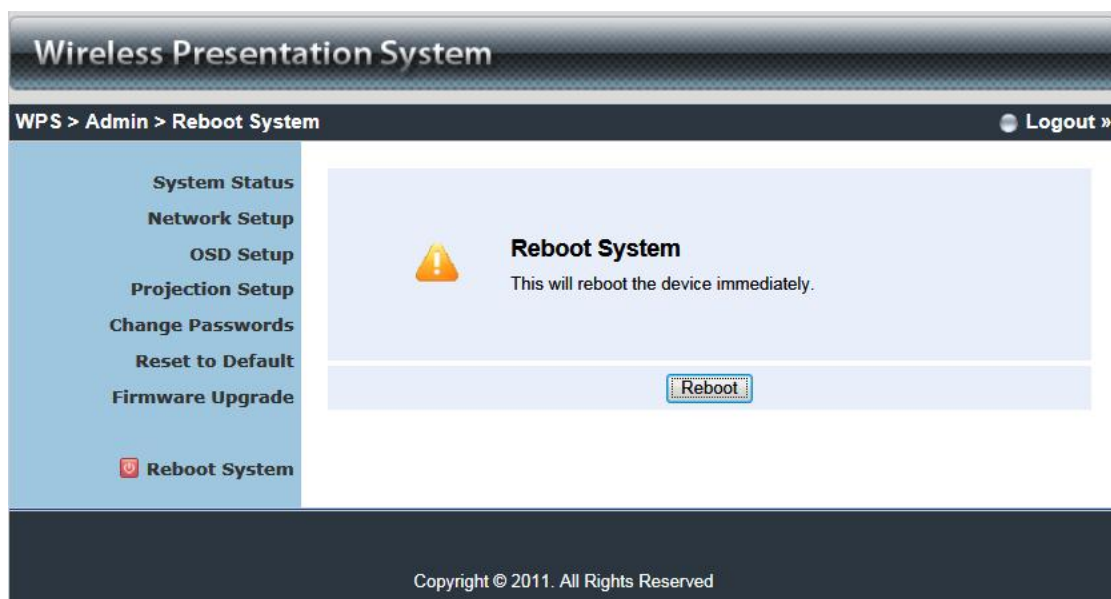 Wireless Presentation System
WPS > Admin > Reboot System
Logout »
System Status
Network Setup
OSD Setup
Projection Setup
Change Passwords
Reset to Default
Firmware Upgrade
Reboot System
Reboot System
This will reboot the device immediately.
Reboot
Copyright © 2011. All Rights Reserved